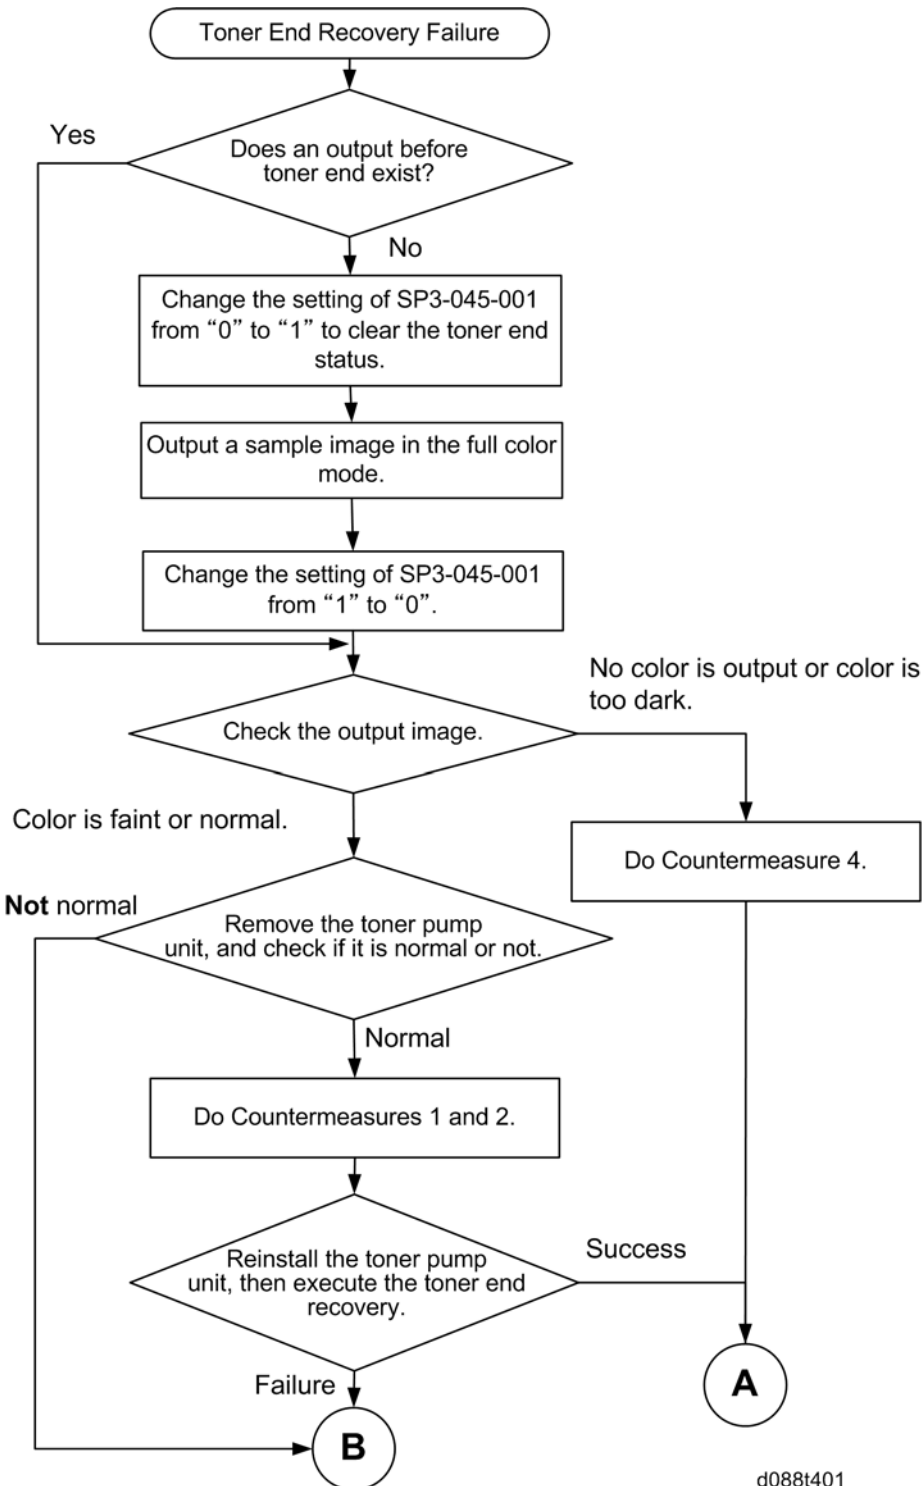 Toner End Recovery Failure
Yes
Does an output before
toner end exist?
No
Change the setting of SP3-045-001
from “0” to “1” to clear the toner end
status.
Output a sample image in the full color
mode.
Change the setting of SP3-045-001
from “1” to “0”.
No color is output or color is
too dark.
Check the output image.
Color is faint or normal.
Do Countermeasure 4.
Not normal
Remove the toner pump
unit, and check if it is normal or not.
Normal
Do Countermeasures 1 and 2.
Success
Reinstall the toner pump
unit, then execute the toner end
recovery.
Failure
A
B
d088t401